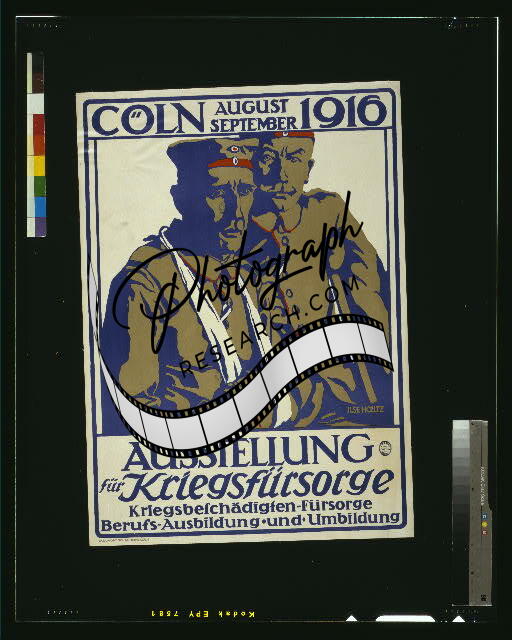 CÖLN AUGUST SEPTEMBER 1916
Photograph
RESEARCH.COM
ILSE HONTZ
AUSSTELLUNG
für Kriegsfürsorge
Kriegsbeschädigten-Fürsorge
Berufs-Ausbildung·und·Umbildung
Kodak EPY 7581